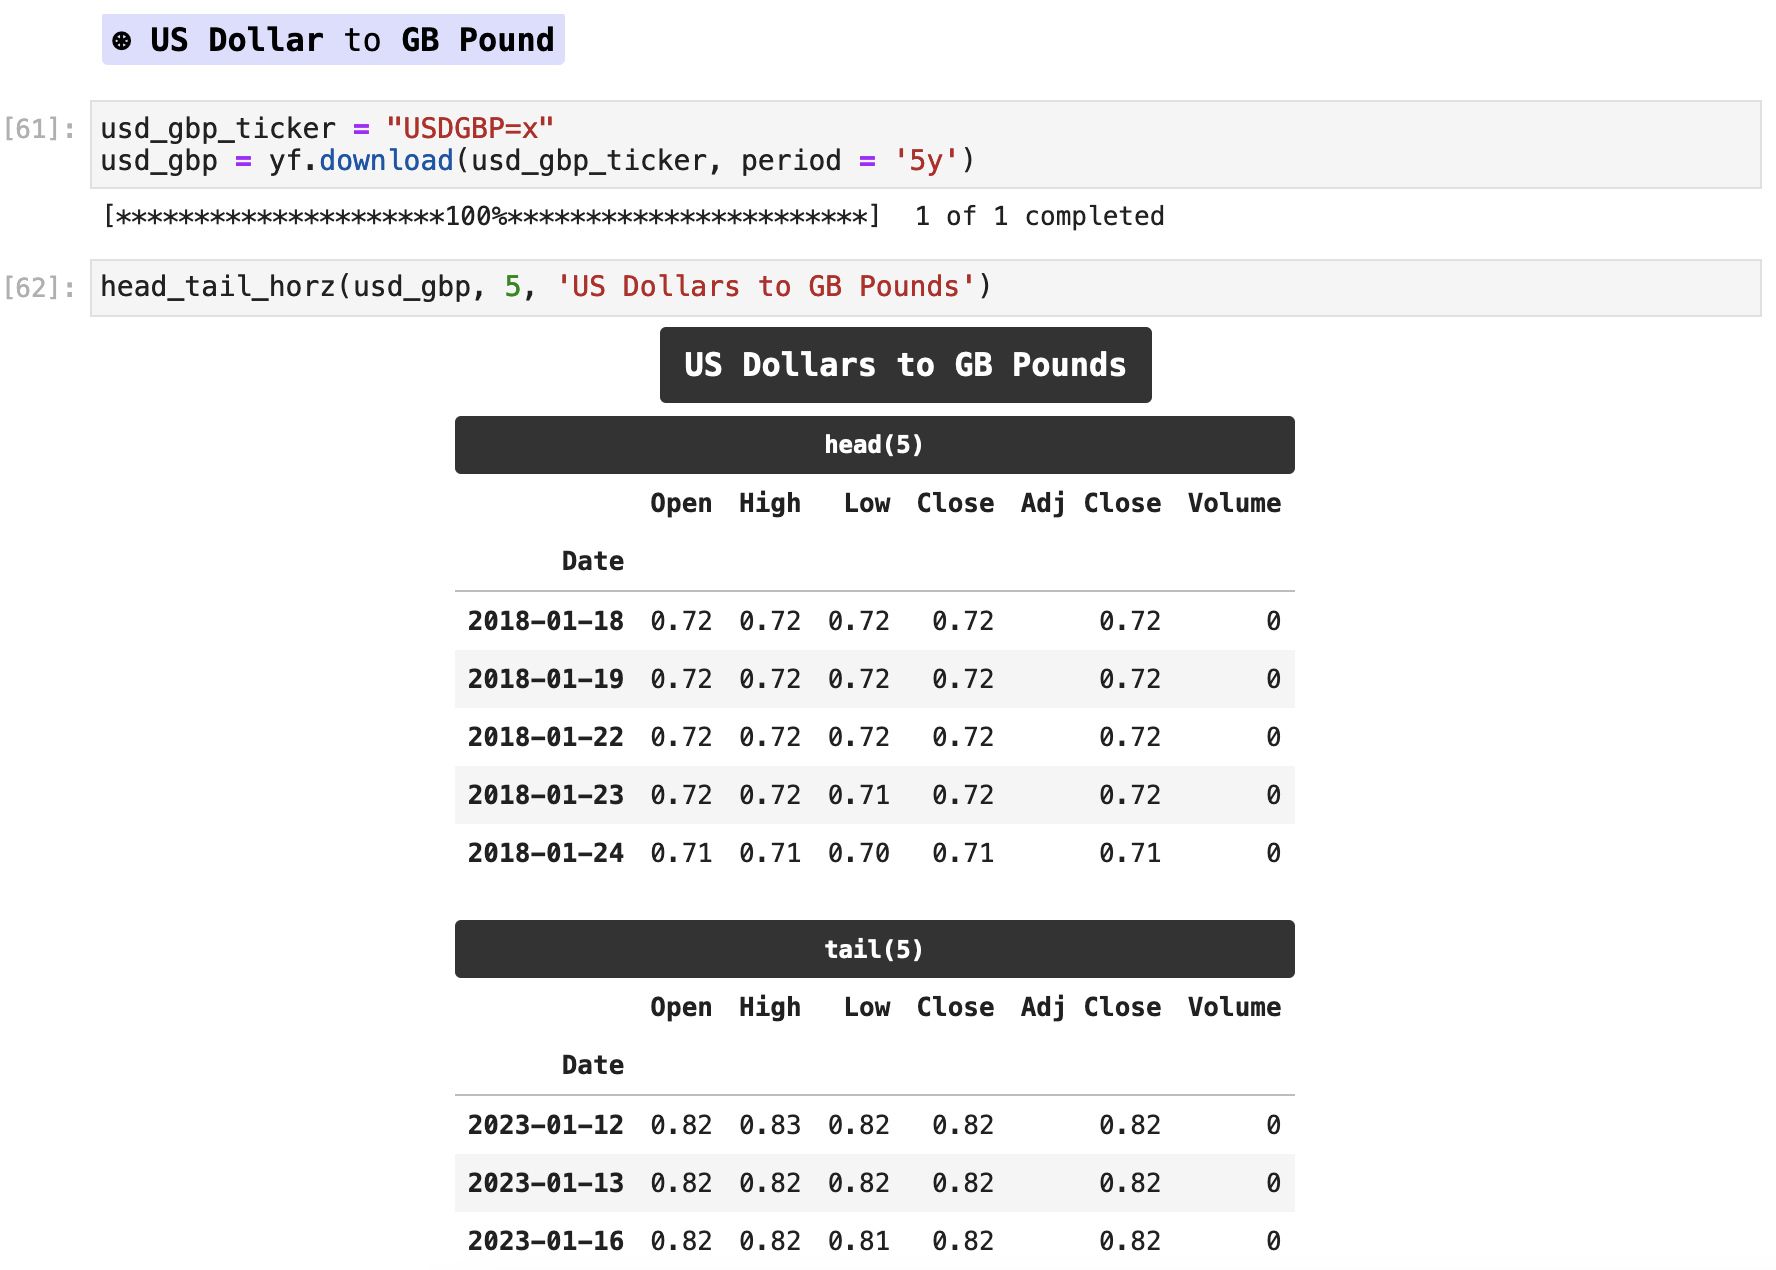 ⊛ US Dollar to GB Pound
[61]: usd_gbp_ticker = "USDGBP=x"
usd_gbp = yf.download(usd_gbp_ticker, period = '5y')
[*********************100%***********************]  1 of 1 completed
[62]: head_tail_horz(usd_gbp, 5, 'US Dollars to GB Pounds')
US Dollars to GB Pounds
head(5)
Open High Low Close Adj Close Volume
Date
2018-01-18 0.72 0.72 0.72 0.72 0.72 0
2018-01-19 0.72 0.72 0.72 0.72 0.72 0
2018-01-22 0.72 0.72 0.72 0.72 0.72 0
2018-01-23 0.72 0.72 0.71 0.72 0.72 0
2018-01-24 0.71 0.71 0.70 0.71 0.71 0
tail(5)
Open High Low Close Adj Close Volume
Date
2023-01-12 0.82 0.83 0.82 0.82 0.82 0
2023-01-13 0.82 0.82 0.82 0.82 0.82 0
2023-01-16 0.82 0.82 0.81 0.82 0.82 0